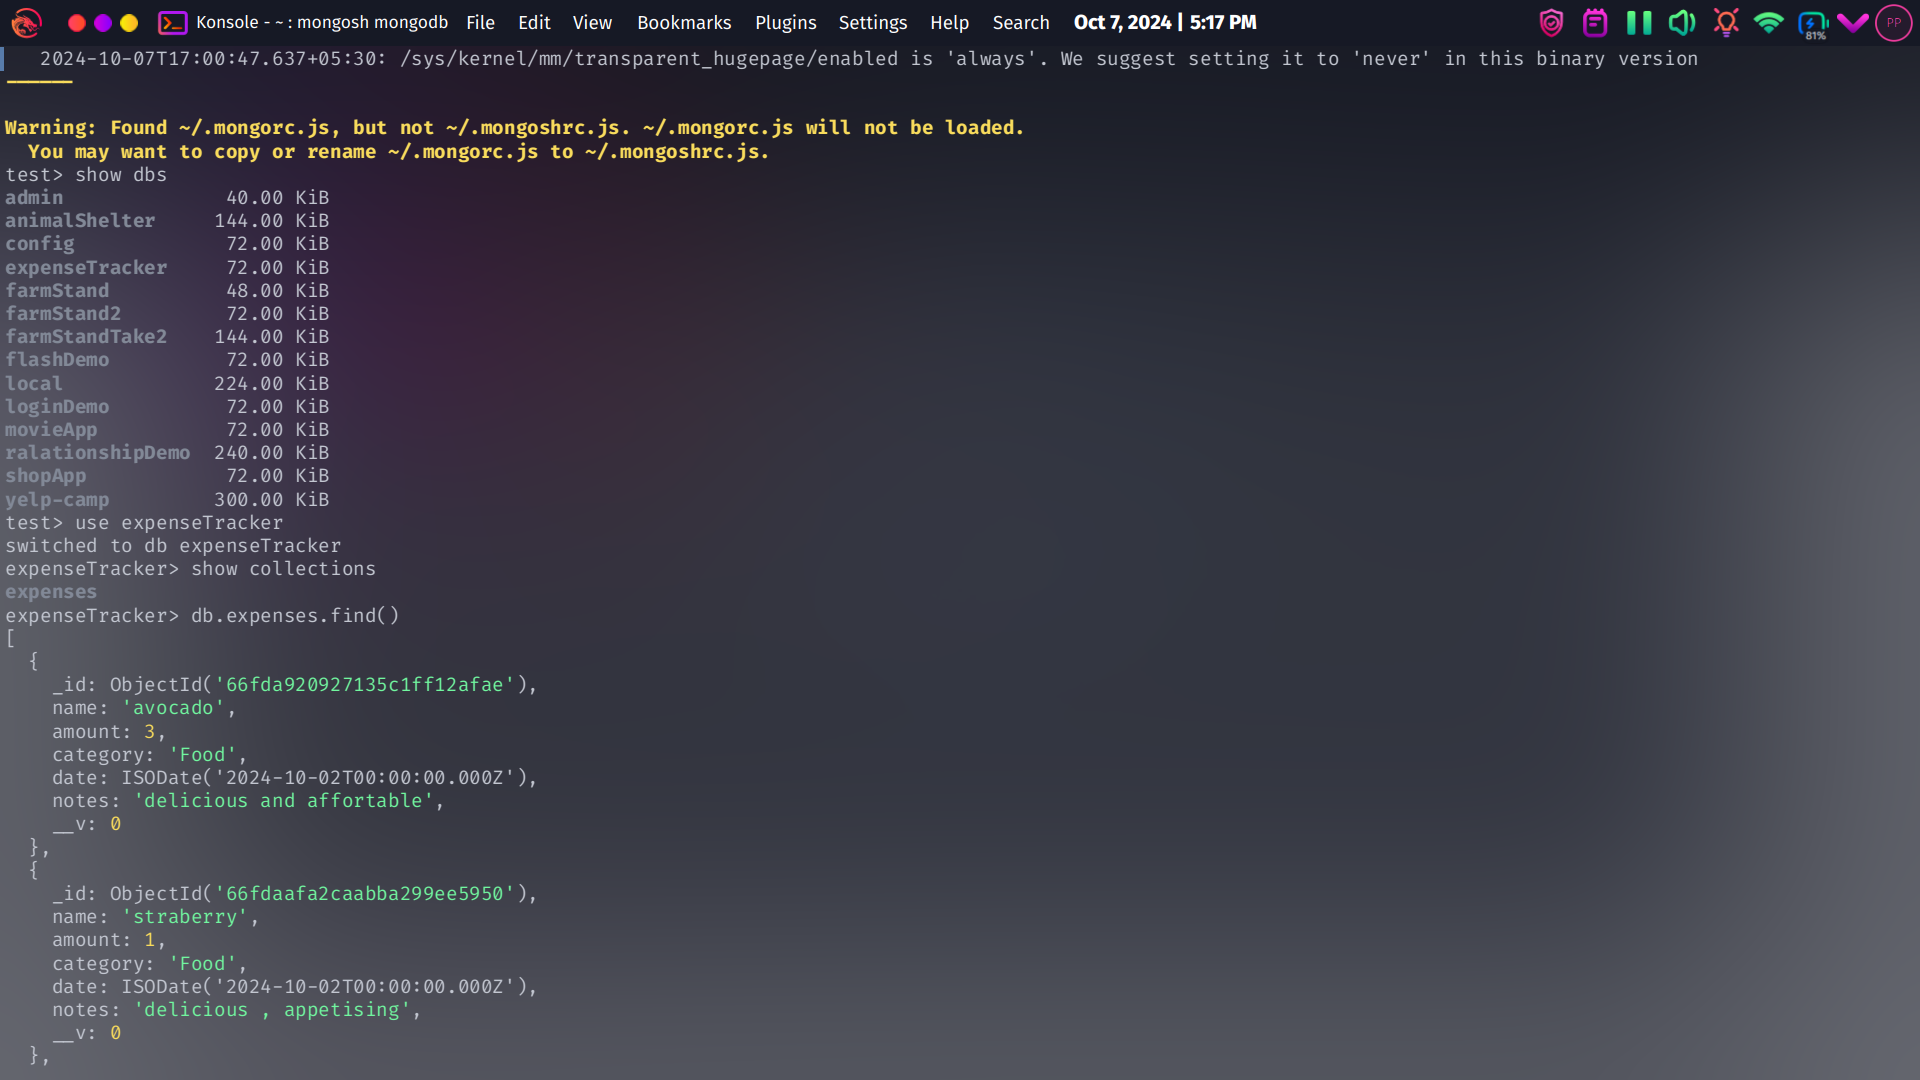 Konsole - ~ : mongosh mongodb File Edit View Bookmarks Plugins Settings Help Search Oct 7, 2024 | 5:17 PM 81% PP
2024-10-07T17:00:47.637+05:30: /sys/kernel/mm/transparent_hugepage/enabled is 'always'. We suggest setting it to 'never' in this binary version
------
Warning: Found ~/.mongorc.js, but not ~/.mongoshrc.js. ~/.mongorc.js will not be loaded.
  You may want to copy or rename ~/.mongorc.js to ~/.mongoshrc.js.
test> show dbs
admin              40.00 KiB
animalShelter     144.00 KiB
config             72.00 KiB
expenseTracker     72.00 KiB
farmStand          48.00 KiB
farmStand2         72.00 KiB
farmStandTake2    144.00 KiB
flashDemo          72.00 KiB
local             224.00 KiB
loginDemo          72.00 KiB
movieApp           72.00 KiB
ralationshipDemo  240.00 KiB
shopApp            72.00 KiB
yelp-camp         300.00 KiB
test> use expenseTracker
switched to db expenseTracker
expenseTracker> show collections
expenses
expenseTracker> db.expenses.find()
[
  {
    _id: ObjectId('66fda920927135c1ff12afae'),
    name: 'avocado',
    amount: 3,
    category: 'Food',
    date: ISODate('2024-10-02T00:00:00.000Z'),
    notes: 'delicious and affortable',
    __v: 0
  },
  {
    _id: ObjectId('66fdaafa2caabba299ee5950'),
    name: 'straberry',
    amount: 1,
    category: 'Food',
    date: ISODate('2024-10-02T00:00:00.000Z'),
    notes: 'delicious , appetising',
    __v: 0
  },